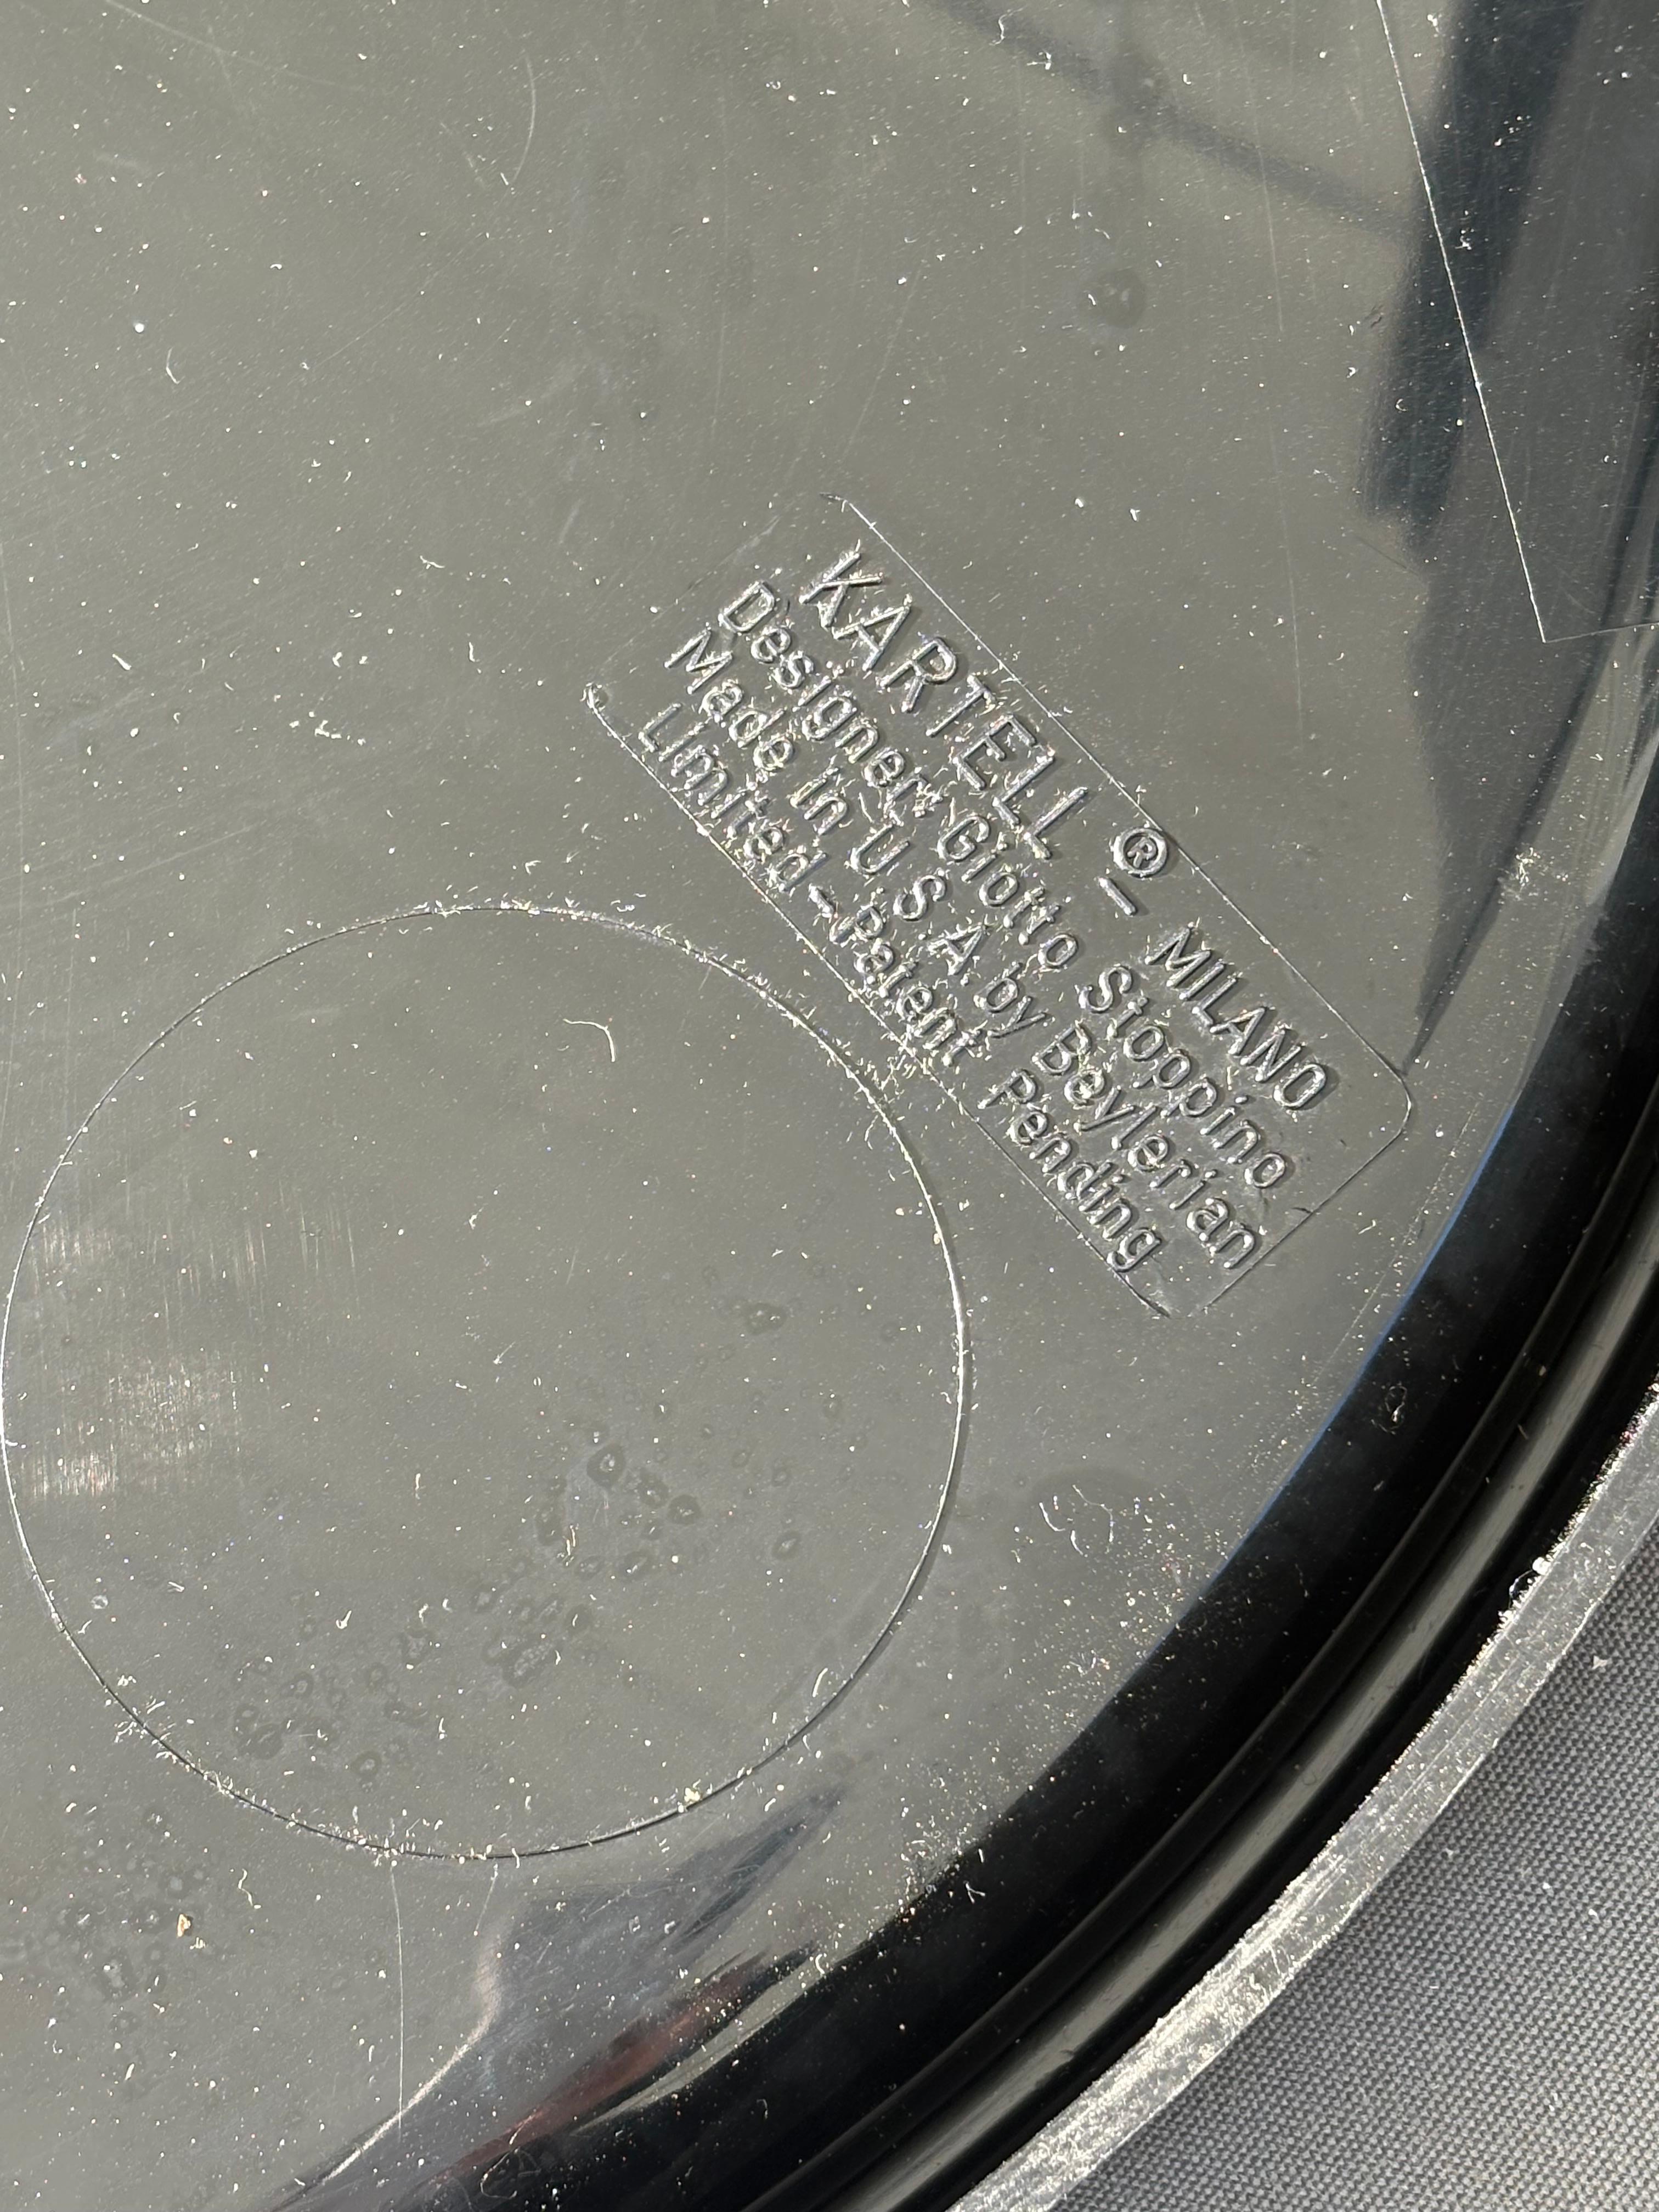 KARTELL ® - MILANO
Designer: Giotto Stoppino
Made in U.S.A by Beylerian
Limited - Patent Pending